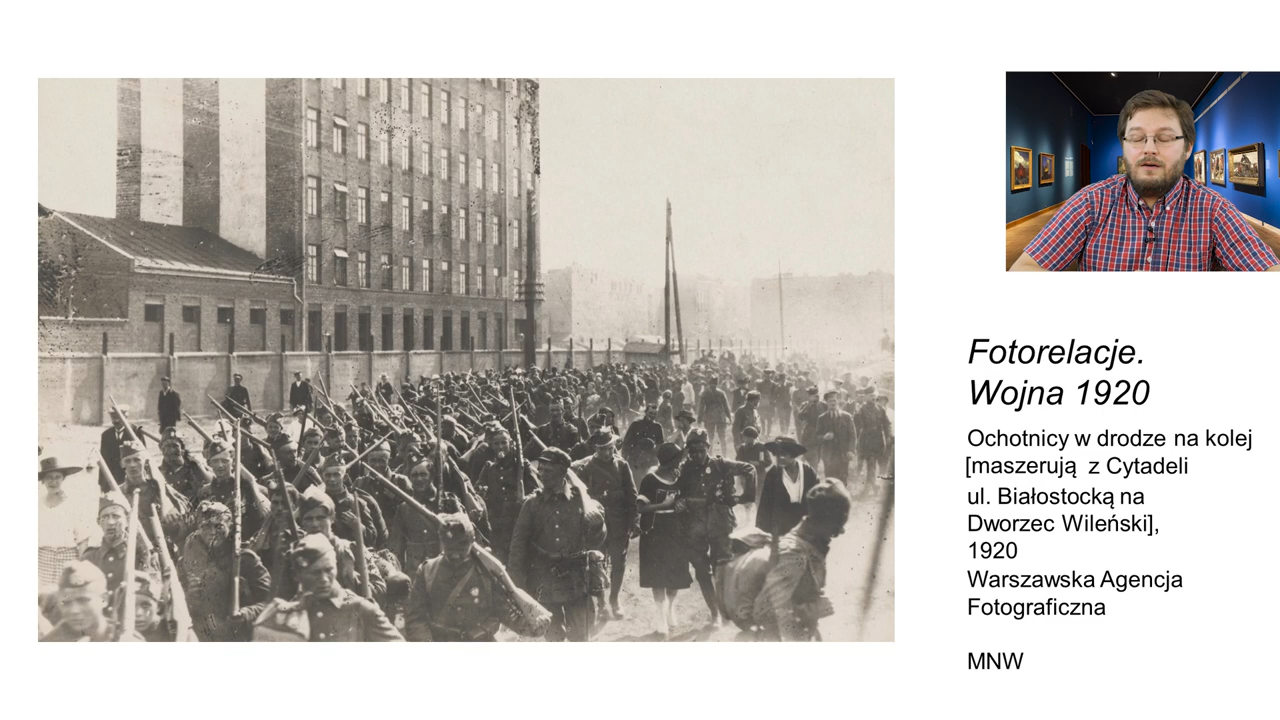 Fotorelacje.
Wojna 1920
Ochotnicy w drodze na kolej
[maszerują z Cytadeli
ul. Białostocką na
Dworzec Wileński],
1920
Warszawska Agencja
Fotograficzna
MNW